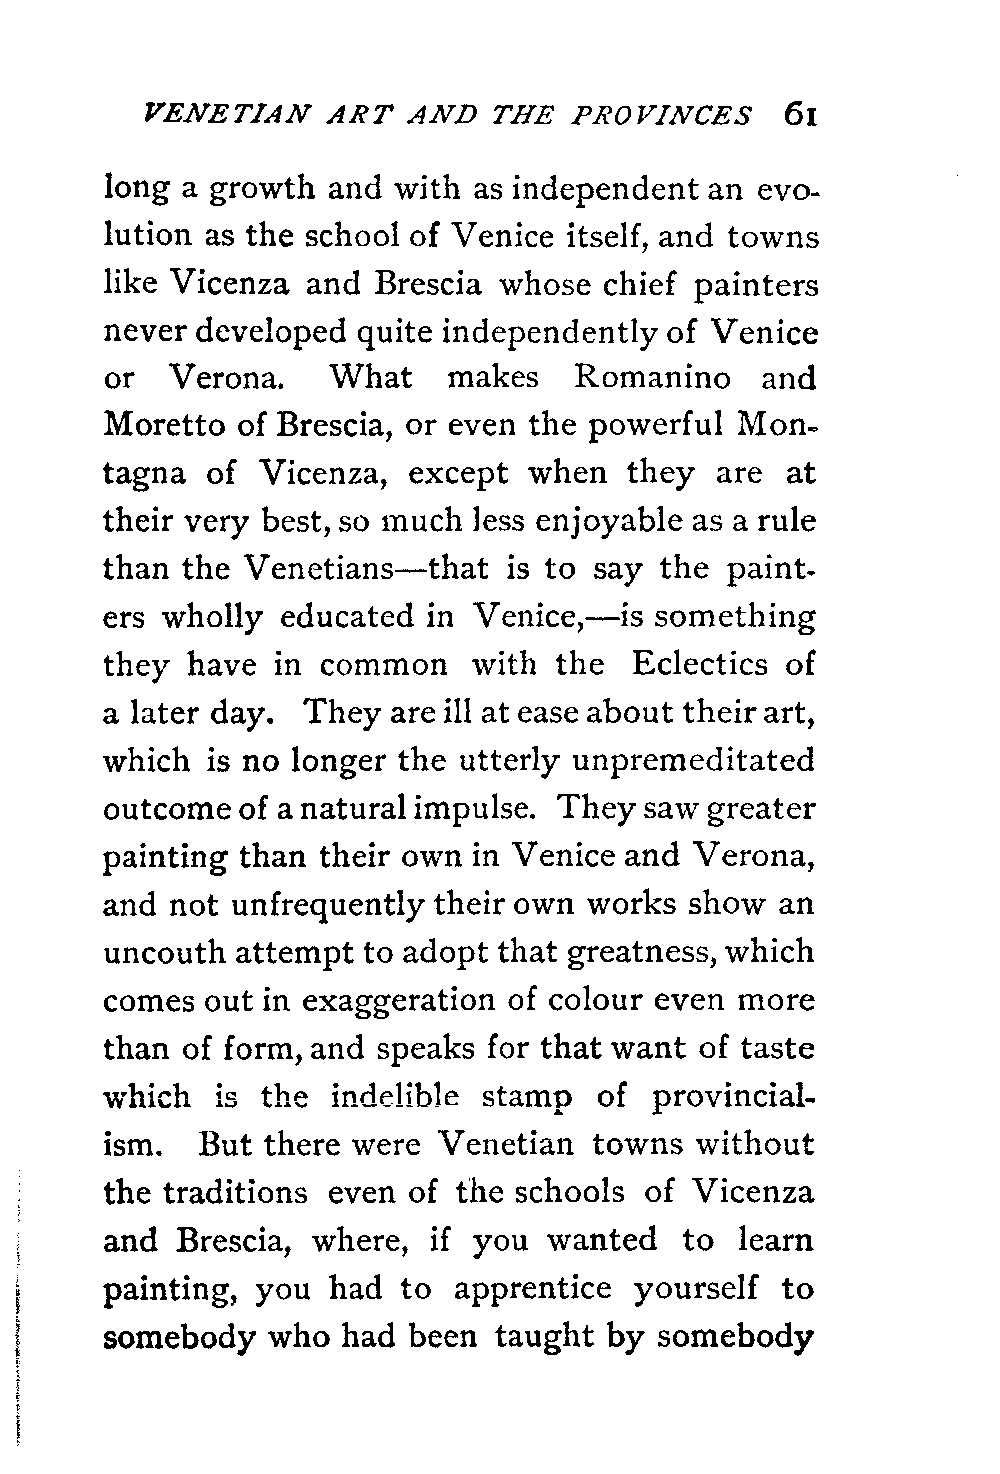 VENETIAN ART AND THE PROVINCES 61
long a growth and with as independent an evo-
lution as the school of Venice itself, and towns
like Vicenza and Brescia whose chief painters
never developed quite independently of Venice
or Verona. What makes Romanino and
Moretto of Brescia, or even the powerful Mon-
tagna of Vicenza, except when they are at
their very best, so much less enjoyable as a rule
than the Venetians—that is to say the paint-
ers wholly educated in Venice,—is something
they have in common with the Eclectics of
a later day. They are ill at ease about their art,
which is no longer the utterly unpremeditated
outcome of a natural impulse. They saw greater
painting than their own in Venice and Verona,
and not unfrequently their own works show an
uncouth attempt to adopt that greatness, which
comes out in exaggeration of colour even more
than of form, and speaks for that want of taste
which is the indelible stamp of provincial-
ism. But there were Venetian towns without
the traditions even of the schools of Vicenza
and Brescia, where, if you wanted to learn
painting, you had to apprentice yourself to
somebody who had been taught by somebody